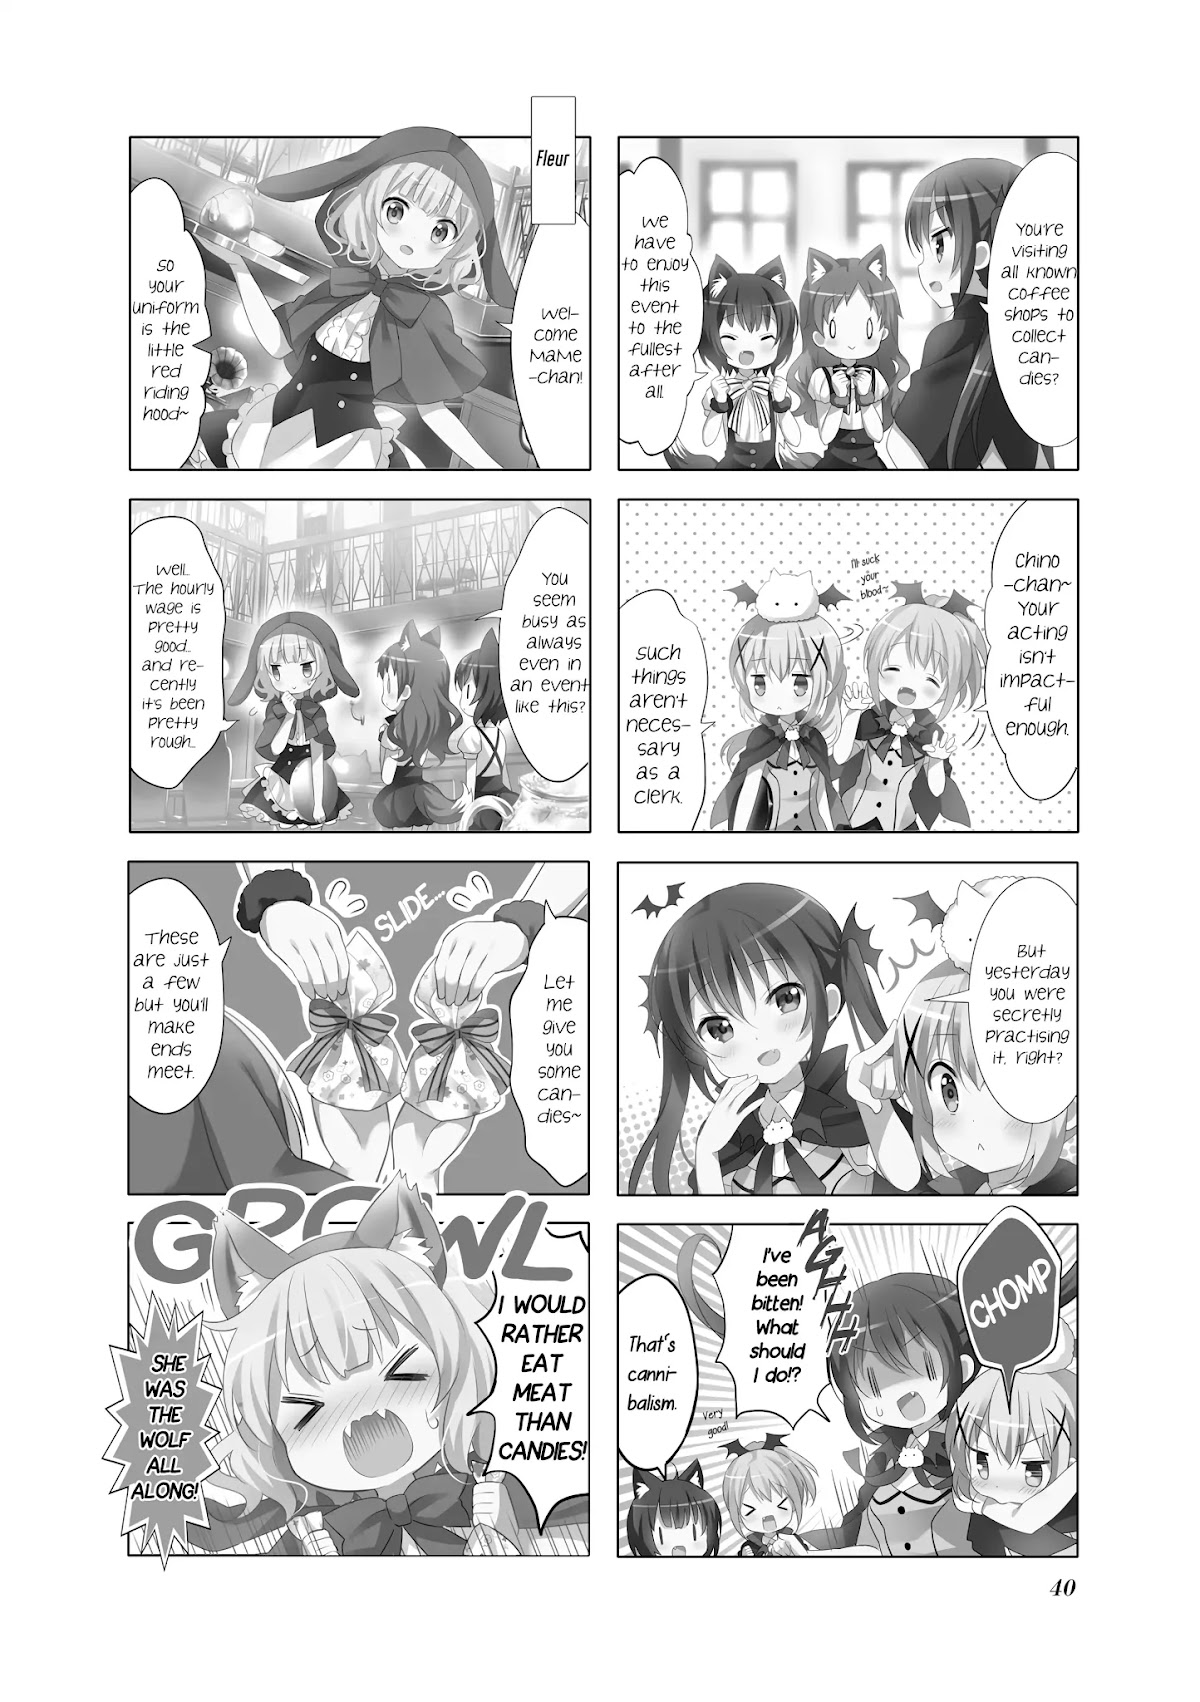 You're
visiting
all known
coffee
shops to
collect
can-
dies?
We
have
to enjoy
this
event
to the
fullest
after
all.
Chino
-chan~
Your
acting
isn't
impact-
ful
enough.
I'll suck
your
blood~
Such
things
aren't
neces-
sary
as a
clerk.
But
yesterday
you were
secretly
practising
it, right?
CHOMP
AGHHH
I've
been
bitten!
What
should
I do!?
Very
good!
That's
canni-
balism.
Fleur
Wel-
come
Mame
-chan!
So
your
uniform
is the
little
red
riding
hood~
You
seem
busy as
always
even in
an event
like this?
Well...
The hourly
wage is
pretty
good...
and re-
cently
it's been
pretty
rough...
Let
me
give
you
some
can-
dies~
SLIDE...
These
are just
a few
but you'll
make
ends
meet.
GROWL
I WOULD
RATHER
EAT
MEAT
THAN
CANDIES!
SHE
WAS
THE
WOLF
ALL
ALONG!
40